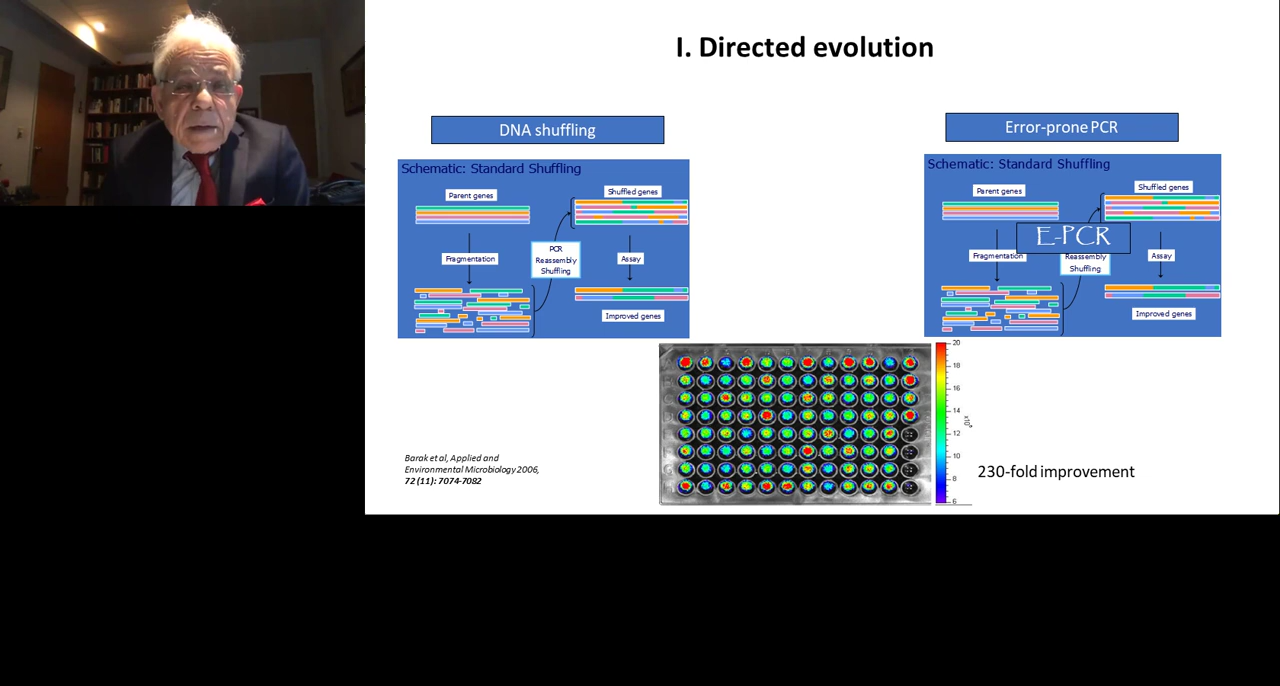 I. Directed evolution
DNA shuffling
Error-prone PCR
Schematic: Standard Shuffling
Parent genes
Shuffled genes
Fragmentation
PCR
Reassembly
Shuffling
Assay
Improved genes
Schematic: Standard Shuffling
Parent genes
Shuffled genes
E-PCR
Fragmentation
Reassembly
Shuffling
Assay
Improved genes
20
18
16
14
12
10
8
6
Barak et al, Applied and
Environmental Microbiology 2006,
72 (11): 7074-7082
230-fold improvement